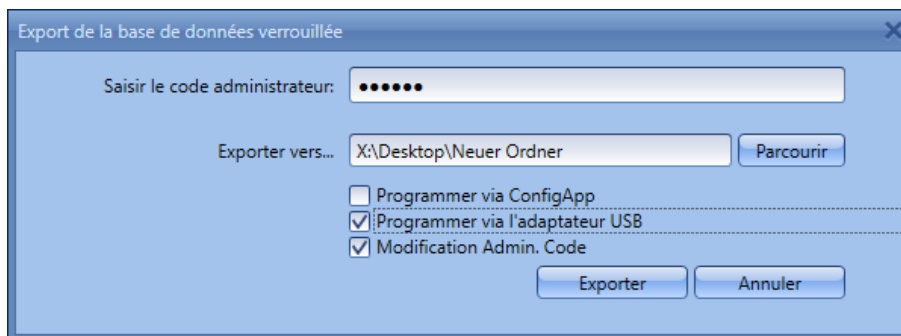 Export de la base de données verrouillée
Saisir le code administrateur: ●●●●●●
Exporter vers... X:\Desktop\Neuer Ordner Parcourir
Programmer via ConfigApp
Programmer via l'adaptateur USB
Modification Admin. Code
Exporter Annuler